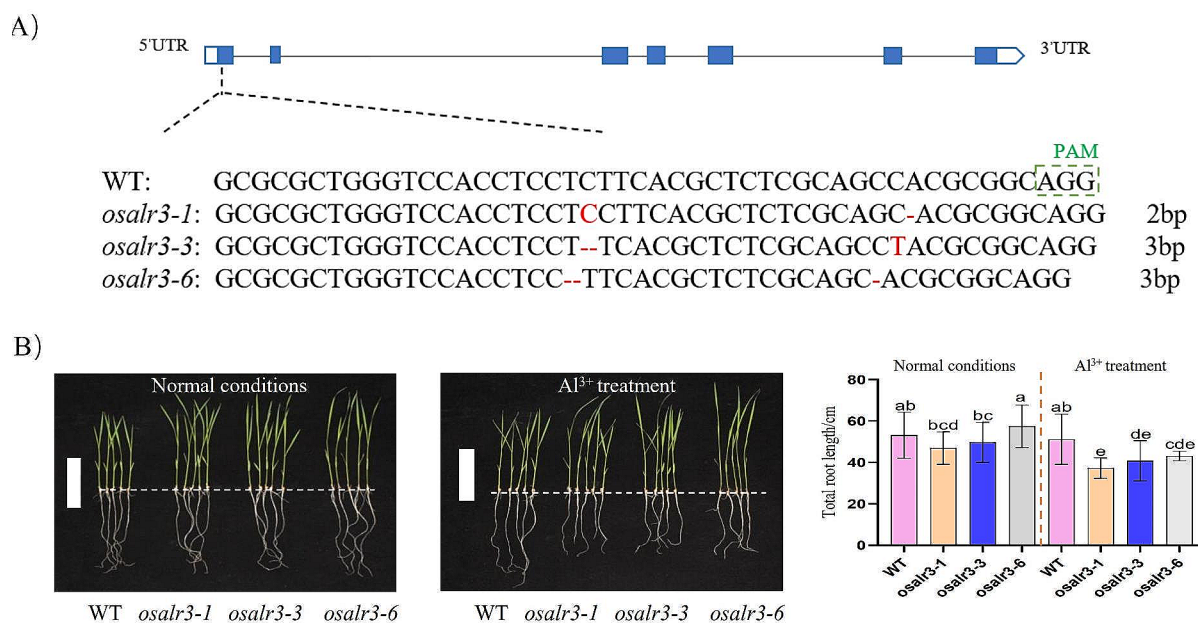 A)
5'UTR
3'UTR
PAM
WT: GCGCGCTGGGTCCACCTCCTCTTCACGCTCTCGCAGCCACGCGGCAGG
osalr3-1: GCGCGCTGGGTCCACCTCCTCCTTCACGCTCTCGCAGC-ACGCGGCAGG 2bp
osalr3-3: GCGCGCTGGGTCCACCTCCT--TCACGCTCTCGCAGCCTACGCGGCAGG 3bp
osalr3-6: GCGCGCTGGGTCCACCTCC--TTCACGCTCTCGCAGC-ACGCGGCAGG 3bp
B)
Normal conditions
WT osalr3-1 osalr3-3 osalr3-6
Al³⁺ treatment
WT osalr3-1 osalr3-3 osalr3-6
Normal conditions Al³⁺ treatment
Total root length/cm
80
60
40
20
0
ab bcd bc a ab e de cde
WT osalr3-1 osalr3-3 osalr3-6 WT osalr3-1 osalr3-3 osalr3-6